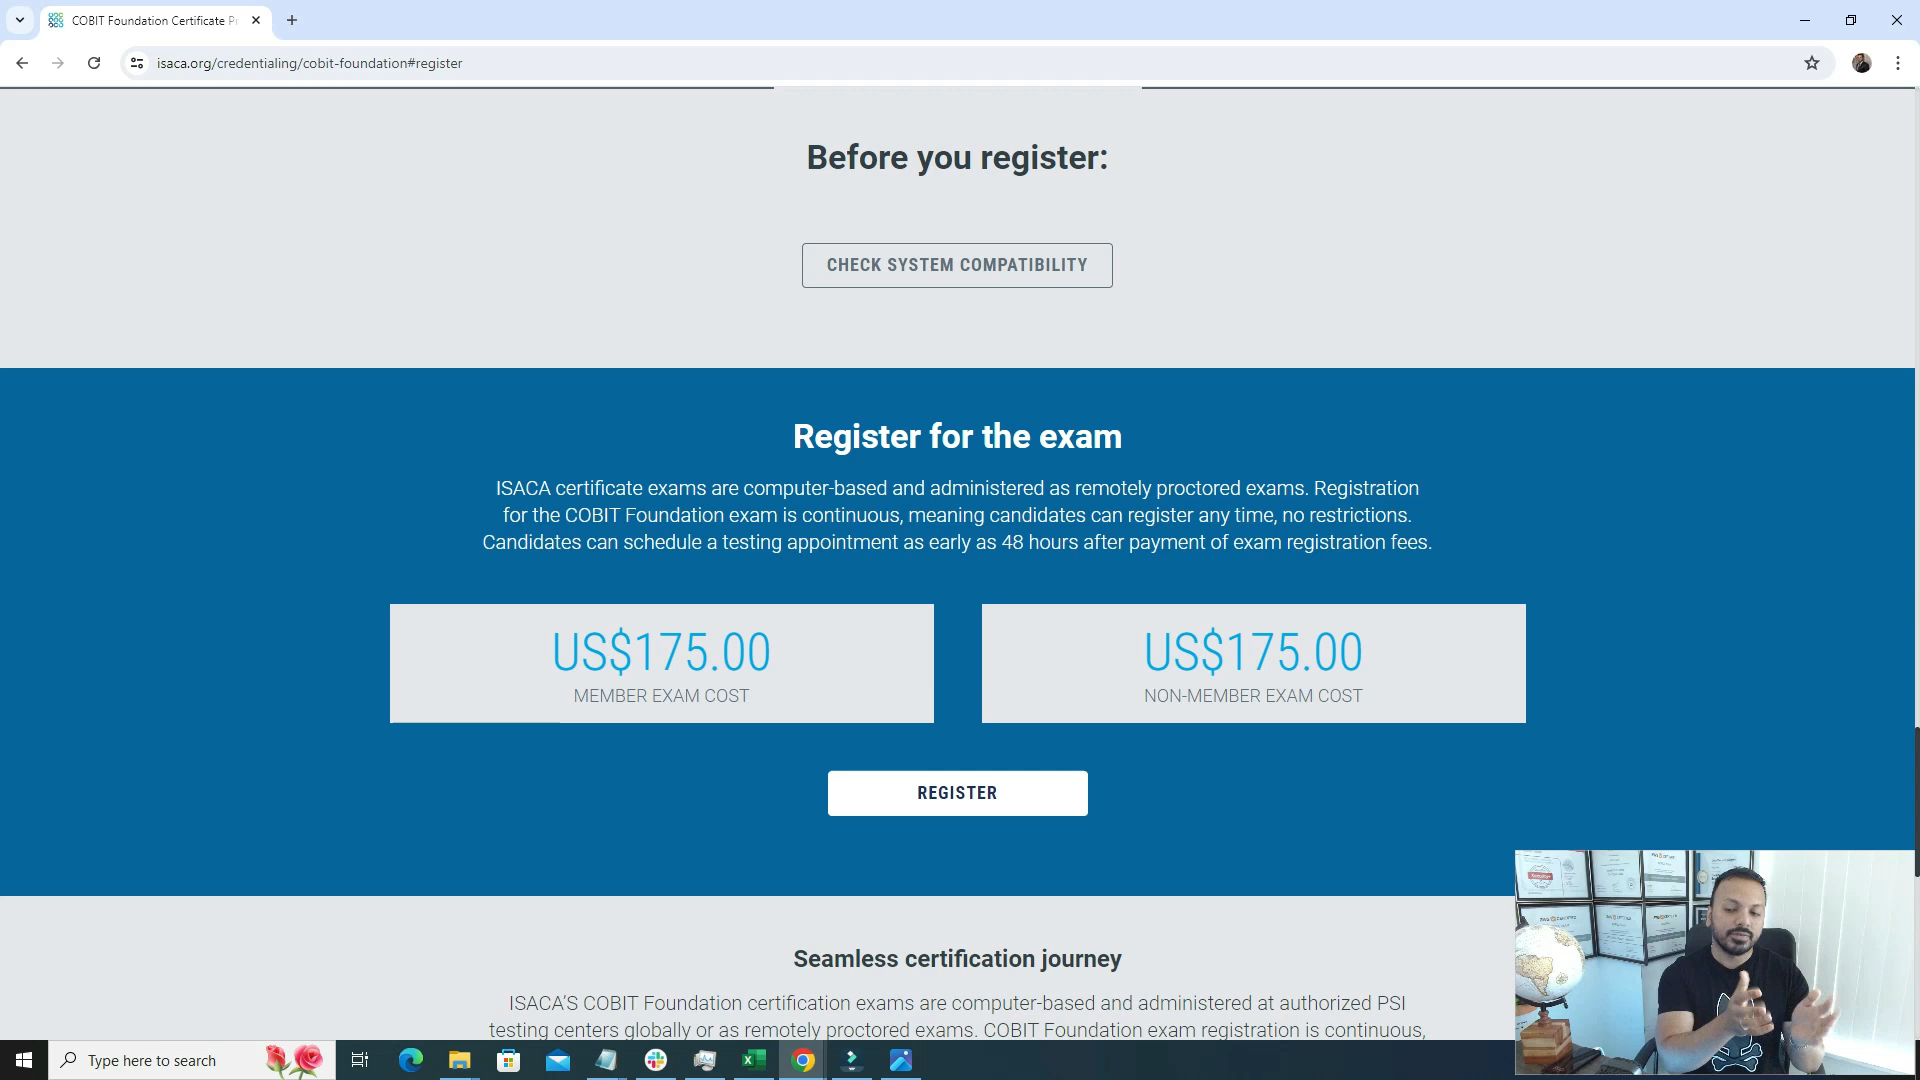 COBIT Foundation Certificate P
isaca.org/credentialing/cobit-foundation#register
Before you register:
CHECK SYSTEM COMPATIBILITY
Register for the exam
ISACA certificate exams are computer-based and administered as remotely proctored exams. Registration
for the COBIT Foundation exam is continuous, meaning candidates can register any time, no restrictions.
Candidates can schedule a testing appointment as early as 48 hours after payment of exam registration fees.
US$175.00
MEMBER EXAM COST
US$175.00
NON-MEMBER EXAM COST
REGISTER
Seamless certification journey
ISACA’S COBIT Foundation certification exams are computer-based and administered at authorized PSI
testing centers globally or as remotely proctored exams. COBIT Foundation exam registration is continuous,
Type here to search